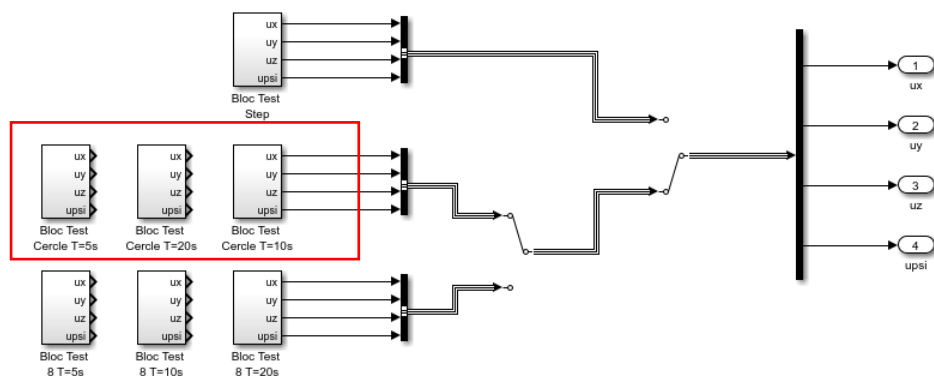 ux
uy
uz
upsi
Bloc Test
Step
ux
uy
uz
upsi
Bloc Test
Cercle T=5s
ux
uy
uz
upsi
Bloc Test
Cercle T=20s
ux
uy
uz
upsi
Bloc Test
Cercle T=10s
ux
uy
uz
upsi
Bloc Test
8 T=5s
ux
uy
uz
upsi
Bloc Test
8 T=10s
ux
uy
uz
upsi
Bloc Test
8 T=20s
1
ux
2
uy
3
uz
4
upsi